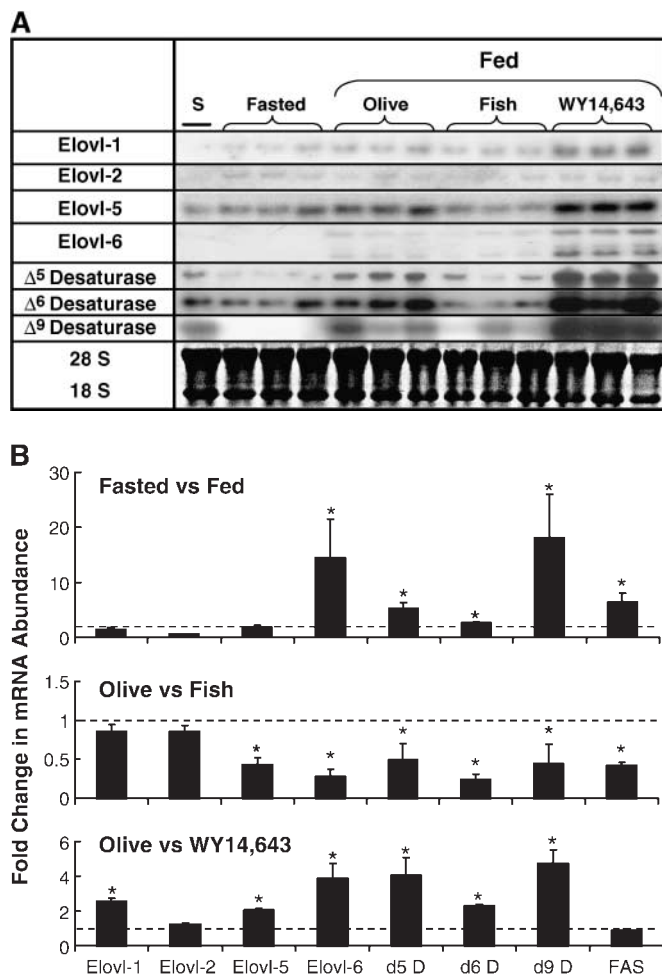 A
Fed
S Fasted Olive Fish WY14,643
Elovl-1
Elovl-2
Elovl-5
Elovl-6
Δ5 Desaturase
Δ6 Desaturase
Δ9 Desaturase
28 S
18 S
B
Fold Change in mRNA Abundance
Fasted vs Fed
30
20
10
0
* * * * *
Olive vs Fish
1.5
1
0.5
0
* * * * * *
Olive vs WY14,643
6
4
2
0
* * * * * *
Elovl-1 Elovl-2 Elovl-5 Elovl-6 d5 D d6 D d9 D FAS